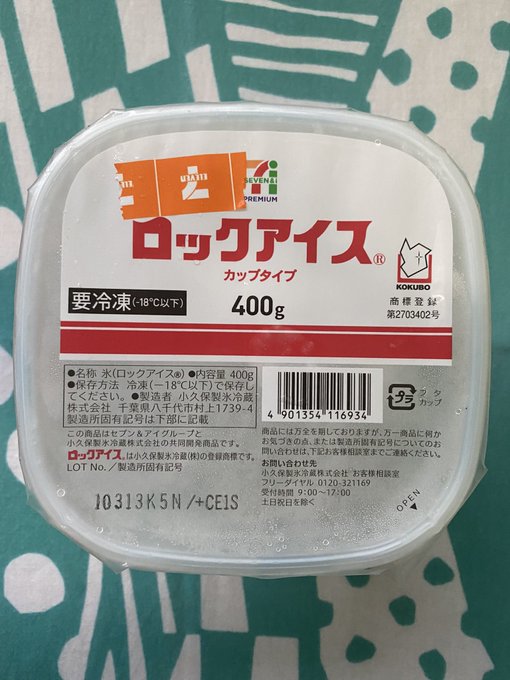 SEVEN&i
PREMIUM
ロックアイス®
カップタイプ
KOKUBO
要冷凍(-18℃以下)
400g
商標登録
第2703402号
●名称 氷(ロックアイス®)●内容量 400g
●保存方法 冷凍(-18℃以下)で保存し
てください。●製造者 小久保製氷冷蔵
株式会社 千葉県八千代市村上1739-4
製造所固有記号は下部に記載
4 901354 116934
プラ
フタ
カップ
この商品はセブン&アイグループと
小久保製氷冷蔵株式会社の共同開発商品です。
ロックアイス®は小久保製氷冷蔵(株)の登録商標です。
LOT No./製造所固有記号
商品には万全を期しておりますが、万一商品に何か
お気づきの点、または製造所固有記号についてのお
問い合わせは、下記お客様相談室までご連絡ください。
お問い合わせ先
小久保製氷冷蔵株式会社 お客様相談室
フリーダイヤル 0120-321169
受付時間 9:00〜17:00
土日祝日を除く
OPEN
10313K5N/+CE1S